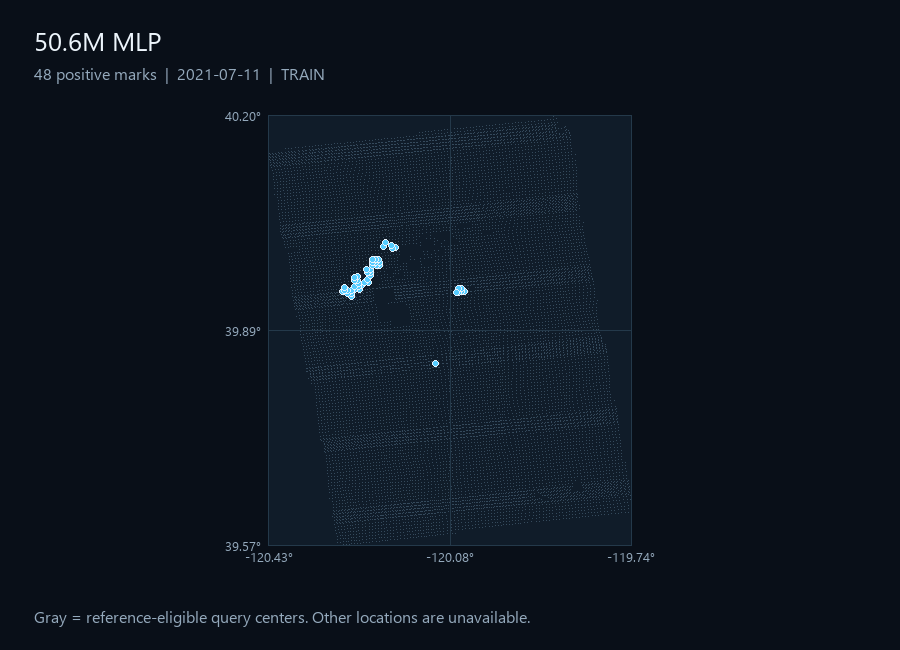 50.6M MLP
48 positive marks | 2021-07-11 | TRAIN
40.20°
39.89°
39.57°
-120.43° -120.08° -119.74°
Gray = reference-eligible query centers. Other locations are unavailable.